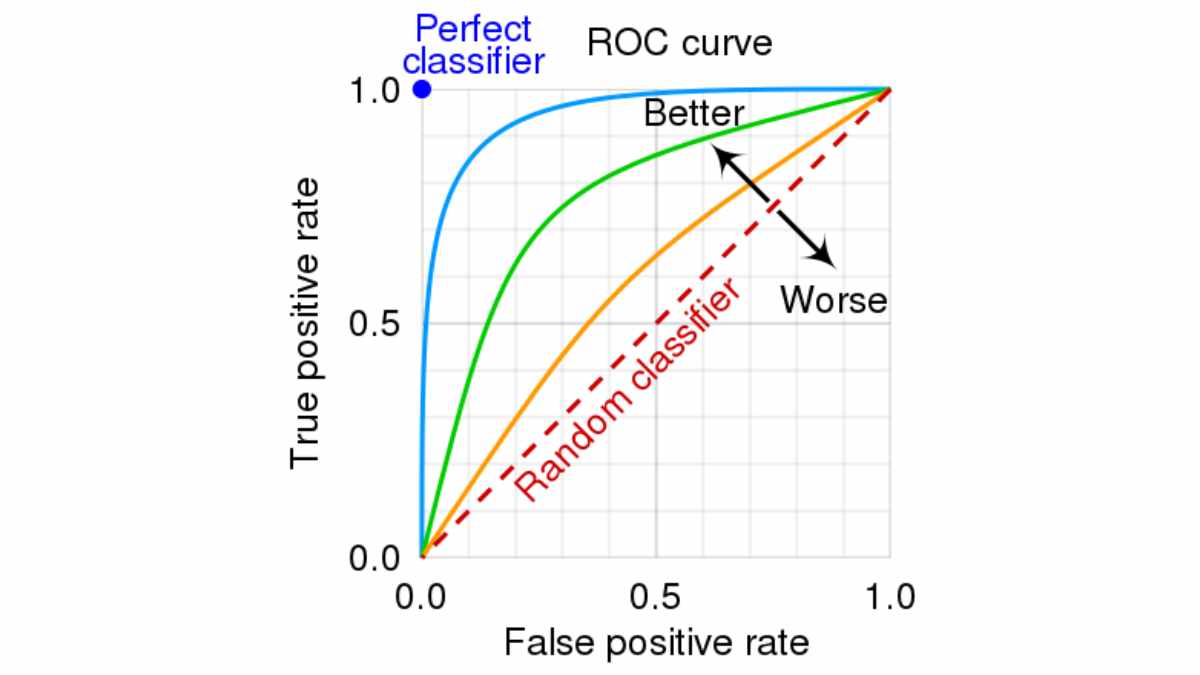 Perfect
classifier
ROC curve
1.0
Better
True positive rate
0.5
Worse
Random classifier
0.0
0.0
0.5
1.0
False positive rate